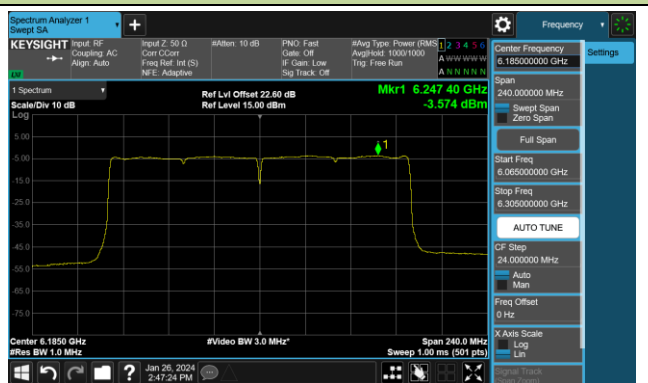 Spectrum Analyzer 1
Swept SA
Frequency
KEYSIGHT
Input: RF
Coupling: AC
Align: Auto
Input Z: 50 Ω
Corr CCorr
Freq Ref: Int (S)
NFE: Adaptive
#Atten: 10 dB
PNO: Fast
Gate: Off
IF Gain: Low
Sig Track: Off
#Avg Type: Power (RMS)
Avg|Hold: 1000/1000
Trig: Free Run
1 2 3 4 5 6
A W W W W W
A N N N N N
1 Spectrum
Scale/Div 10 dB
Ref Lvl Offset 22.60 dB
Ref Level 15.00 dBm
Mkr1 6.247 40 GHz
-3.574 dBm
Log
5.00
-5.00
-15.0
-25.0
-35.0
-45.0
-55.0
-65.0
-75.0
1
Center 6.1850 GHz
#Res BW 1.0 MHz
#Video BW 3.0 MHz*
Span 240.0 MHz
Sweep 1.00 ms (501 pts)
Jan 26, 2024
2:47:24 PM
Center Frequency
6.185000000 GHz
Settings
Span
240.000000 MHz
Swept Span
Zero Span
Full Span
Start Freq
6.065000000 GHz
Stop Freq
6.305000000 GHz
AUTO TUNE
CF Step
24.000000 MHz
Auto
Man
Freq Offset
0 Hz
X Axis Scale
Log
Lin
Signal Track
(Span Zoom)